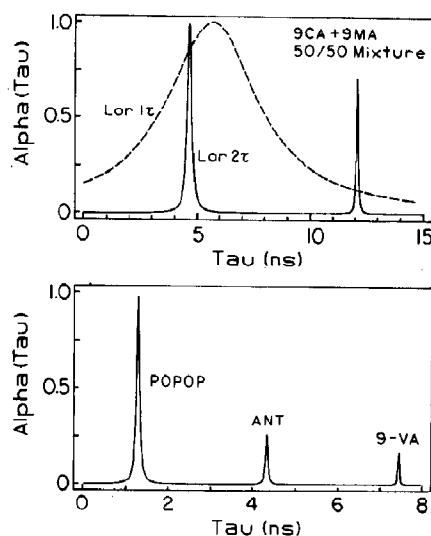 1.0
9CA + 9MA
50/50 Mixture
Lor 1τ
0.5
Lor 2τ
Alpha (Tau)
0
0 5 10 15
Tau (ns)
1.0
POPOP
0.5
ANT
9-VA
Alpha (Tau)
0
0 2 4 6 8
Tau (ns)